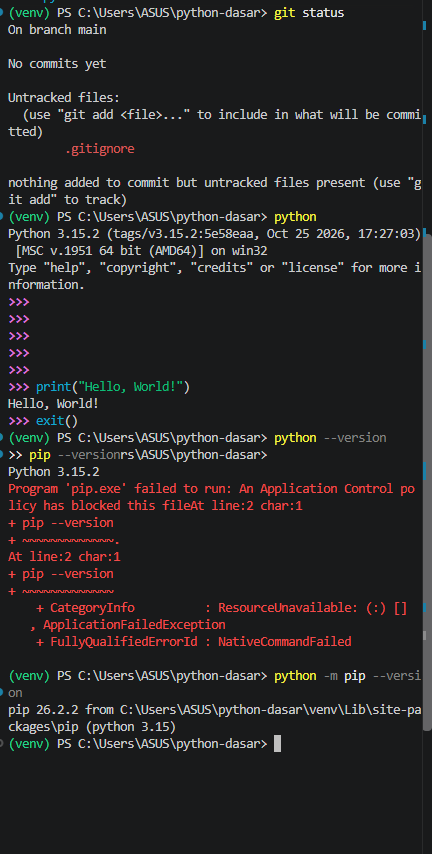 (venv) PS C:\Users\ASUS\python-dasar> git status
On branch main
No commits yet
Untracked files:
(use "git add <file>..." to include in what will be commi
tted)
.gitignore
nothing added to commit but untracked files present (use "g
it add" to track)
(venv) PS C:\Users\ASUS\python-dasar> python
Python 3.15.2 (tags/v3.15.2:5e58eaa, Oct 25 2026, 17:27:03)
[MSC v.1951 64 bit (AMD64)] on win32
Type "help", "copyright", "credits" or "license" for more i
nformation.
>>>
>>>
>>>
>>>
>>>
>>> print("Hello, World!")
Hello, World!
>>> exit()
(venv) PS C:\Users\ASUS\python-dasar> python --version
>> pip --versionrs\ASUS\python-dasar>
Python 3.15.2
Program 'pip.exe' failed to run: An Application Control po
licy has blocked this fileAt line:2 char:1
+ pip --version
+ ~~~~~~~~~~~~~.
At line:2 char:1
+ pip --version
+ ~~~~~~~~~~~~~
+ CategoryInfo          : ResourceUnavailable: (:) []
, ApplicationFailedException
+ FullyQualifiedErrorId : NativeCommandFailed
(venv) PS C:\Users\ASUS\python-dasar> python -m pip --versi
on
pip 26.2.2 from C:\Users\ASUS\python-dasar\venv\Lib\site-pa
ckages\pip (python 3.15)
(venv) PS C:\Users\ASUS\python-dasar>